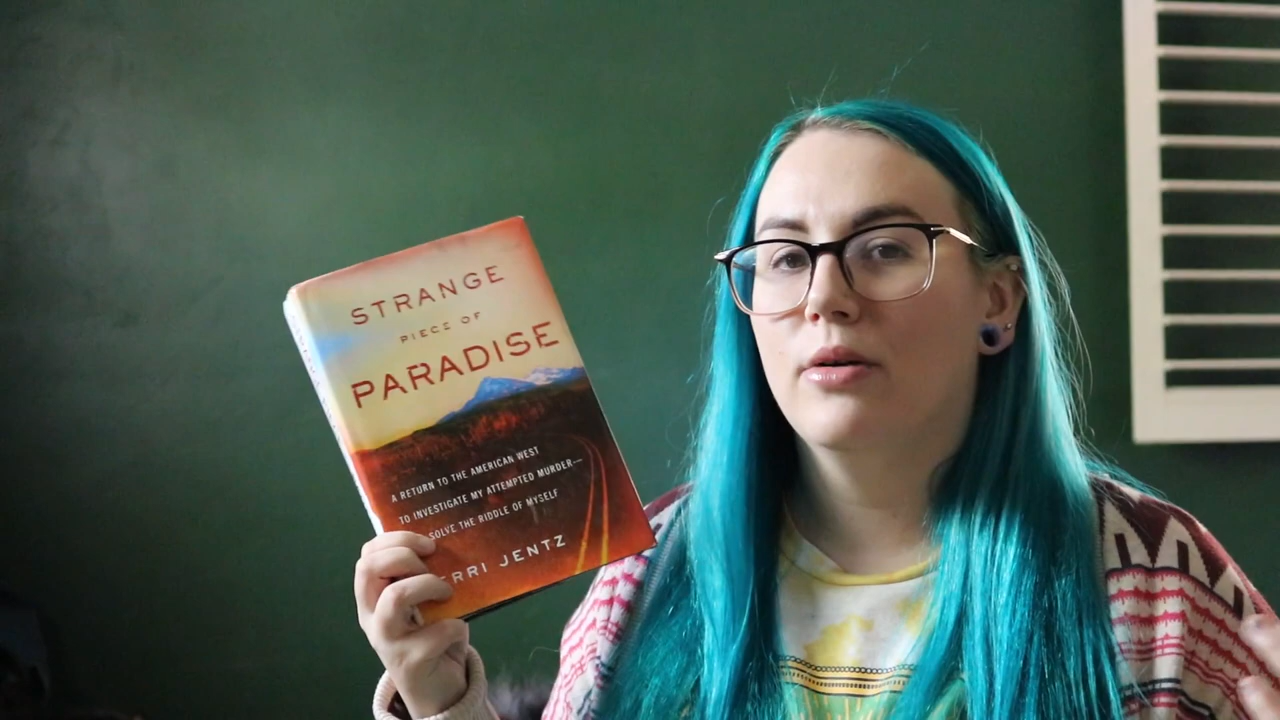 STRANGE
PIECE OF
PARADISE
A RETURN TO THE AMERICAN WEST
TO INVESTIGATE MY ATTEMPTED MURDER—
SOLVE THE RIDDLE OF MYSELF
ERRI JENTZ